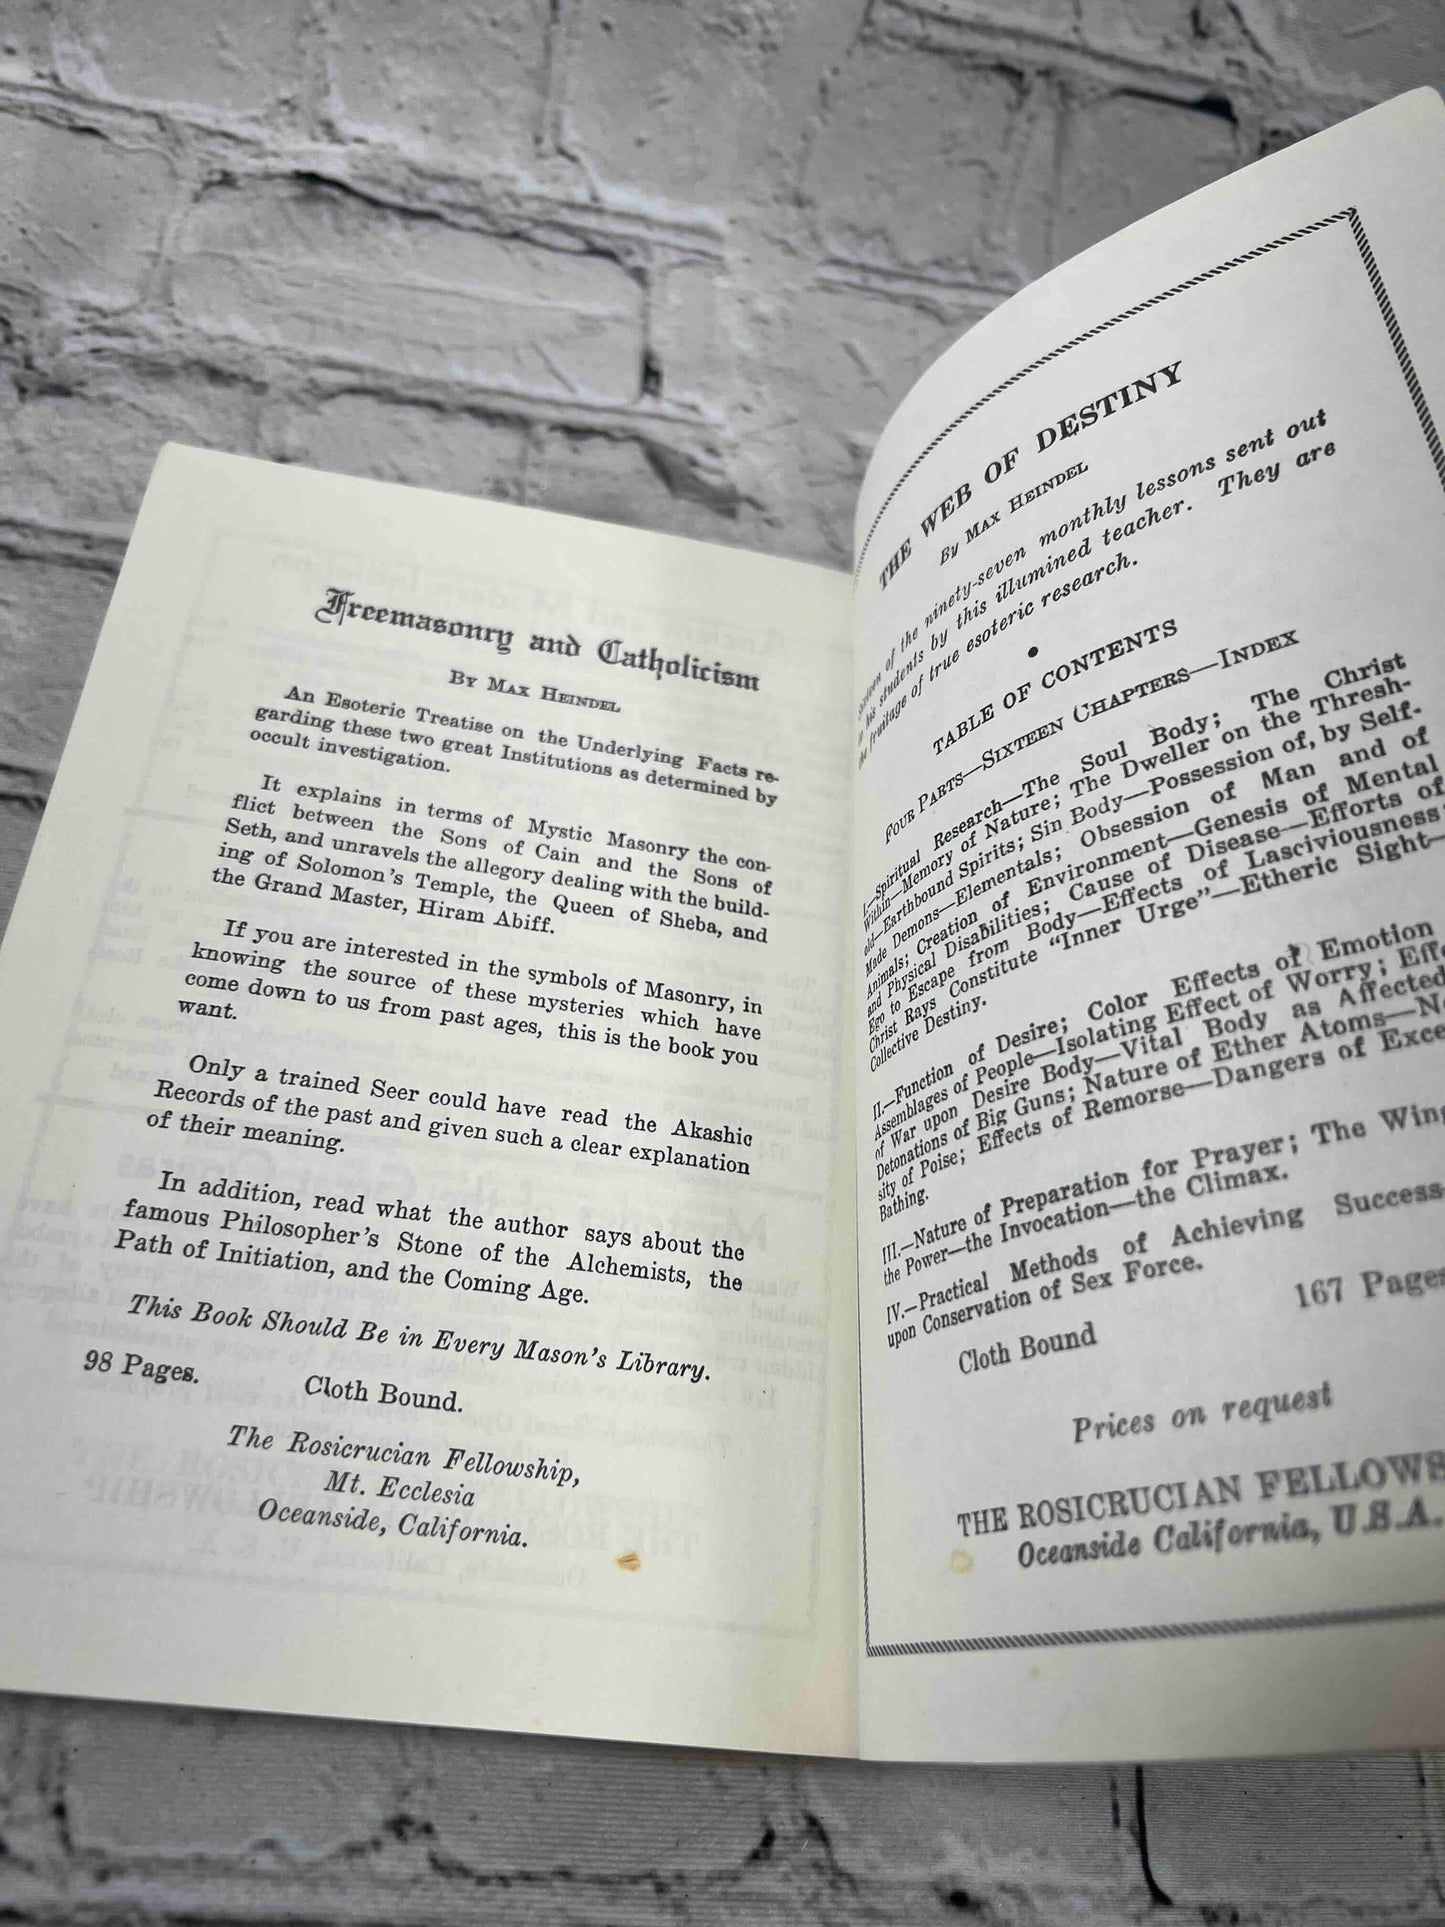 Freemasonry and Catholicism
By Max Heindel
An Esoteric Treatise on the Underlying Facts re-
garding these two great Institutions as determined by
occult investigation.
It explains in terms of Mystic Masonry the con-
flict between the Sons of Cain and the Sons of
Seth, and unravels the allegory dealing with the build-
ing of Solomon's Temple, the Queen of Sheba, and
the Grand Master, Hiram Abiff.
If you are interested in the symbols of Masonry, in
knowing the source of these mysteries which have
come down to us from past ages, this is the book you
want.
Only a trained Seer could have read the Akashic
Records of the past and given such a clear explanation
of their meaning.
In addition, read what the author says about the
famous Philosopher's Stone of the Alchemists, the
Path of Initiation, and the Coming Age.
This Book Should Be in Every Mason's Library.
98 Pages. Cloth Bound.
The Rosicrucian Fellowship,
Mt. Ecclesia
Oceanside, California.
THE WEB OF DESTINY
By Max Heindel
of the ninety-seven monthly lessons sent out
to his students by this illumined teacher. They are
the fruitage of true esoteric research.
TABLE OF CONTENTS
Four Parts—Sixteen Chapters—Index
I.—Spiritual Research—The Soul Body; The Christ
Within—Memory of Nature; The Dweller on the Thresh-
old—Earthbound Spirits; Sin Body—Possession of, by Self-
Made Demons—Elementals; Obsession of Man and of
Animals; Creation of Environment—Genesis of Mental
and Physical Disabilities; Cause of Disease—Efforts of
Ego to Escape from Body—Effects of Lasciviousness
Christ Rays Constitute "Inner Urge"—Etheric Sight—
Collective Destiny.
II.—Function of Desire; Color Effects of Emotion
Assemblages of People—Isolating Effect of Worry; Effe
of War upon Desire Body—Vital Body as Affected
Detonations of Big Guns; Nature of Ether Atoms—Ne
sity of Poise; Effects of Remorse—Dangers of Exce
Bathing.
III.—Nature of Preparation for Prayer; The Wing
the Power—the Invocation—the Climax.
IV.—Practical Methods of Achieving Success
upon Conservation of Sex Force.
167 Pages
Cloth Bound
Prices on request
THE ROSICRUCIAN FELLOWS
Oceanside California, U.S.A.